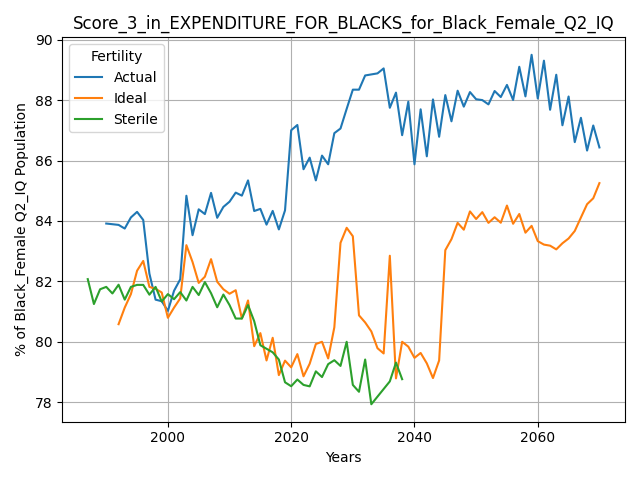 Score_3_in_EXPENDITURE_FOR_BLACKS_for_Black_Female_Q2_IQ
Fertility
Actual
Ideal
Sterile
% of Black_Female Q2_IQ Population
90
88
86
84
82
80
78
2000
2020
2040
2060
Years